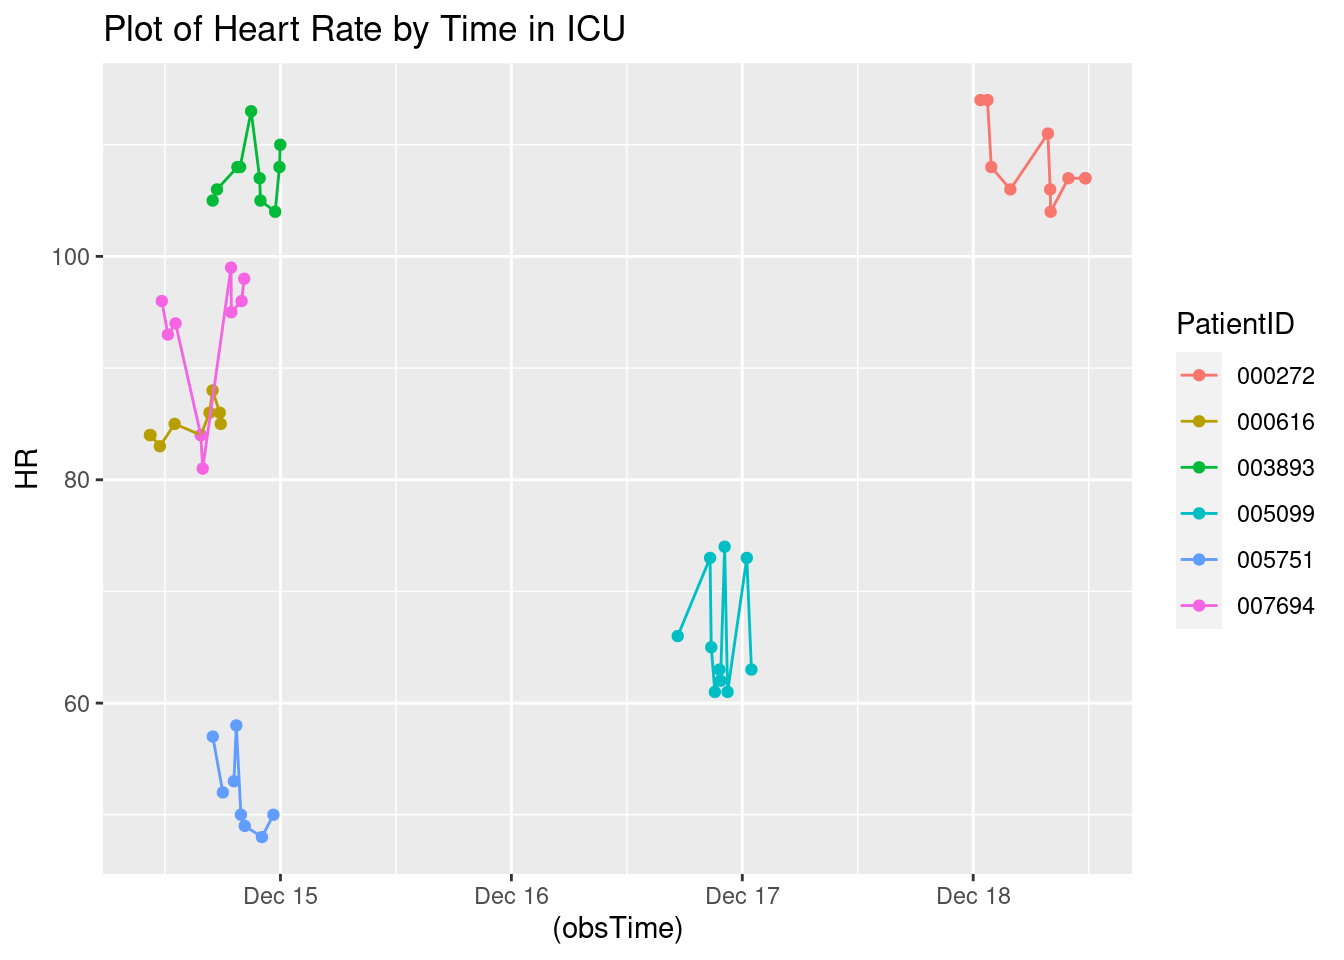 Plot of Heart Rate by Time in ICU
HR
100
80
60
Dec 15
Dec 16
Dec 17
Dec 18
(obsTime)
PatientID
000272
000616
003893
005099
005751
007694